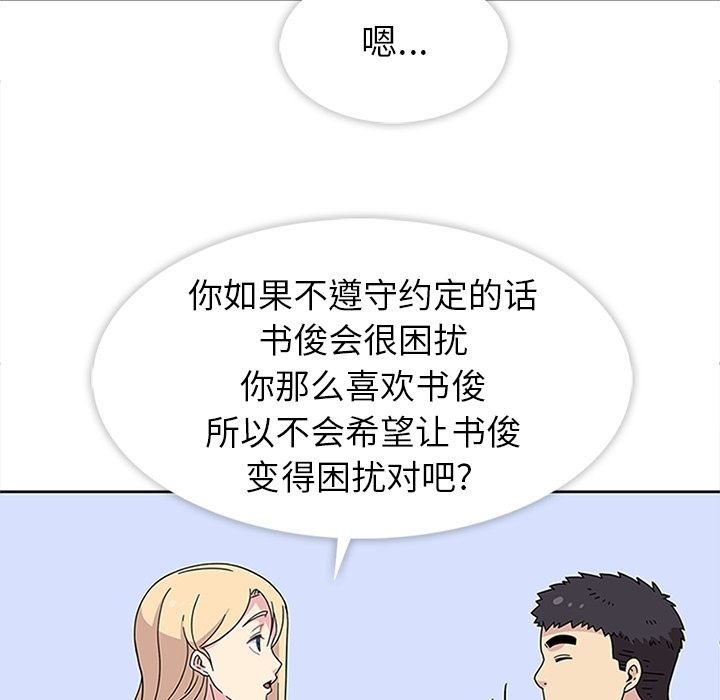 嗯...
你如果不遵守约定的话
书俊会很困扰
你那么喜欢书俊
所以不会希望让书俊
变得困扰对吧?